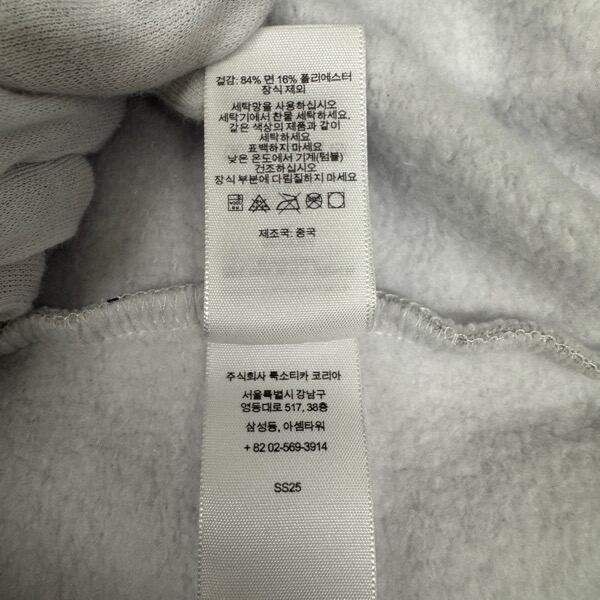 겉감: 84% 면 16% 폴리에스터
장식 제외
세탁망을 사용하십시오
세탁기에서 찬물 세탁하세요.
같은 색상의 제품과 같이
세탁하세요
표백하지 마세요
낮은 온도에서 기계(텀블)
건조하십시오
장식 부분에 다림질하지 마세요
제조국: 중국
주식회사 룩소티카 코리아
서울특별시 강남구
영동대로 517, 38층
삼성동, 아셈타워
+ 82 02-569-3914
SS25